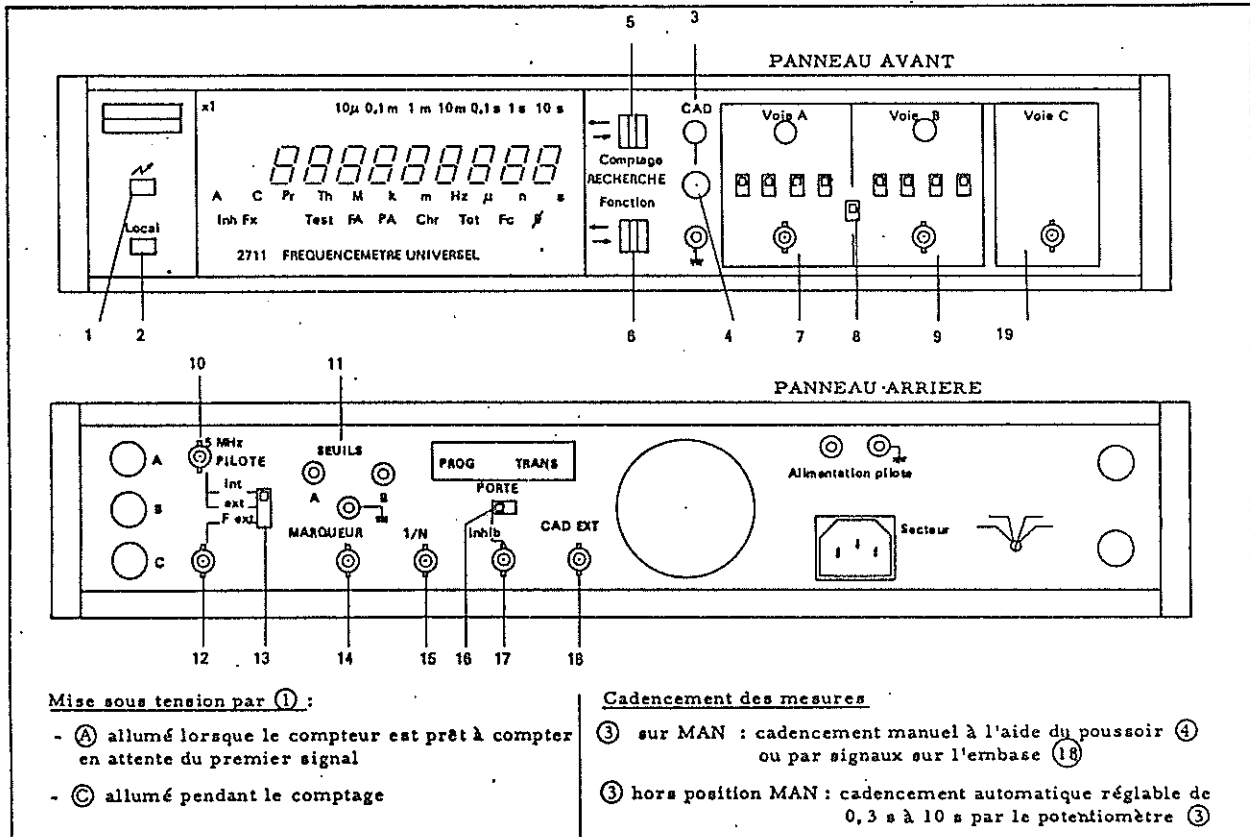 5 3
PANNEAU AVANT
x1 10µ 0,1m 1m 10m 0,1s 1s 10s CAD Voie A Voie B Voie C
Comptage
A C Pr Th M k m Hz µ n s RECHERCHE
Inh Fx Test FA PA Chr Tot Fc Fonction
Local
2711 FREQUENCEMETRE UNIVERSEL
1 2 6 4 7 8 9 19
10 11
PANNEAU ARRIERE
A 5 MHz PILOTE SEUILS PROG TRANS
Alimentation pilote
Int A B PORTE
B ext
F ext MARQUEUR 1/N Inhib CAD EXT Secteur
C
12 13 14 15 16 17 18
Mise sous tension par ① :
- Ⓐ allumé lorsque le compteur est prêt à compter
en attente du premier signal
- Ⓒ allumé pendant le comptage
Cadencement des mesures
③ sur MAN : cadencement manuel à l'aide du poussoir ④
ou par signaux sur l'embase ⑱
③ hors position MAN : cadencement automatique réglable de
0,3 s à 10 s par le potentiomètre ③